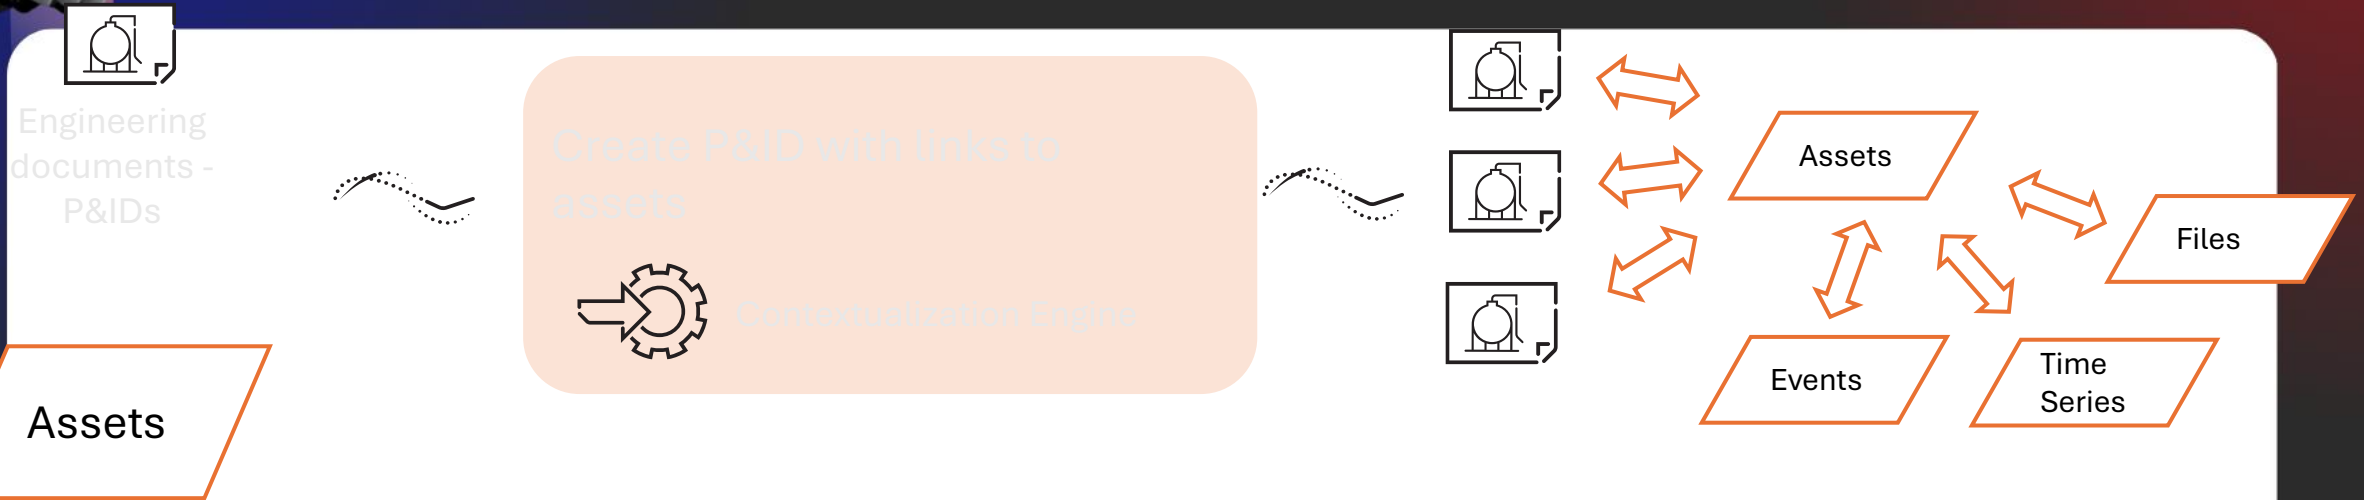 Engineering
documents -
P&IDs
Assets
Create P&ID with links to
assets
Contextualization Engine
Assets
Files
Events
Time
Series